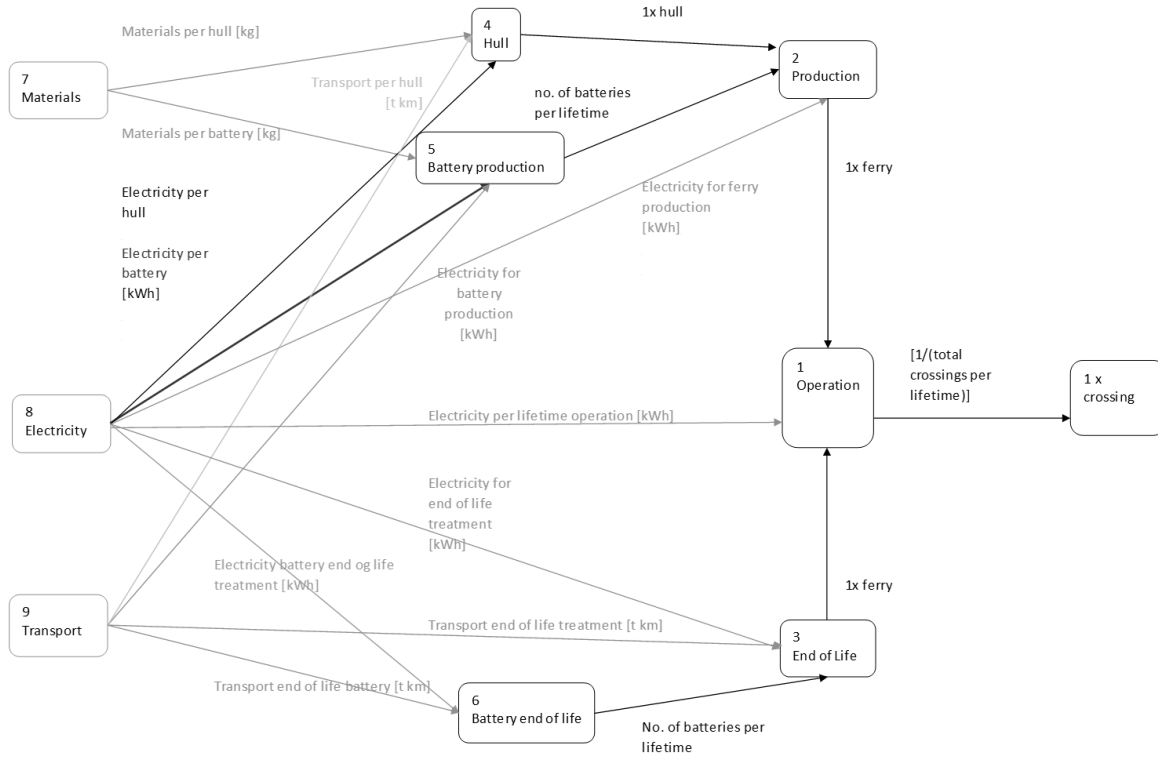 1x hull
4
Hull
Materials per hull [kg]
2
Production
7
Materials
Transport per hull
[t km]
no. of batteries
per lifetime
Materials per battery [kg]
5
Battery production
1x ferry
Electricity per
hull
Electricity for ferry
production
[kWh]
Electricity per
battery
[kWh]
Electricity for
battery
production
[kWh]
1
Operation
[1/(total
crossings per
lifetime)]
1 x
crossing
8
Electricity
Electricity per lifetime operation [kWh]
Electricity for
end of life
treatment
[kWh]
Electricity battery end og life
treatment [kWh]
1x ferry
9
Transport
Transport end of life treatment [t km]
3
End of Life
Transport end of life battery [t km]
6
Battery end of life
No. of batteries per
lifetime